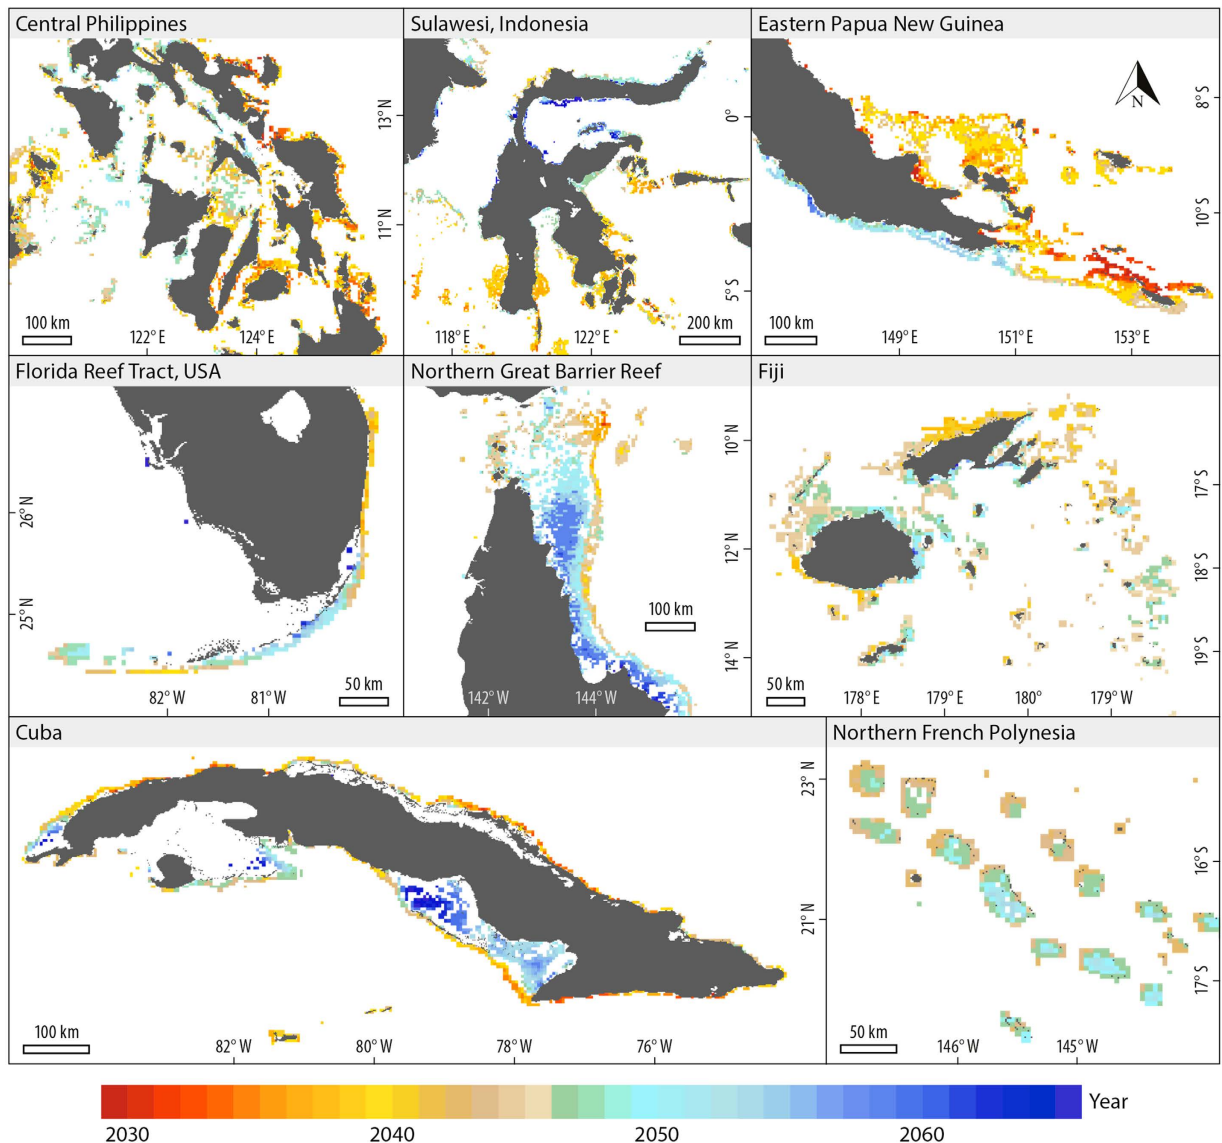 Central Philippines
13° N
11° N
100 km
122° E
124° E
Sulawesi, Indonesia
0°
5° S
118° E
122° E
200 km
Eastern Papua New Guinea
N
8° S
10° S
100 km
149° E
151° E
153° E
Florida Reef Tract, USA
26° N
25° N
82° W
81° W
50 km
Northern Great Barrier Reef
10° N
12° N
14° N
100 km
142° W
144° W
Fiji
17° S
18° S
19° S
50 km
178° E
179° E
180°
179° W
Cuba
23° N
21° N
100 km
82° W
80° W
78° W
76° W
Northern French Polynesia
16° S
17° S
50 km
146° W
145° W
Year
2030
2040
2050
2060